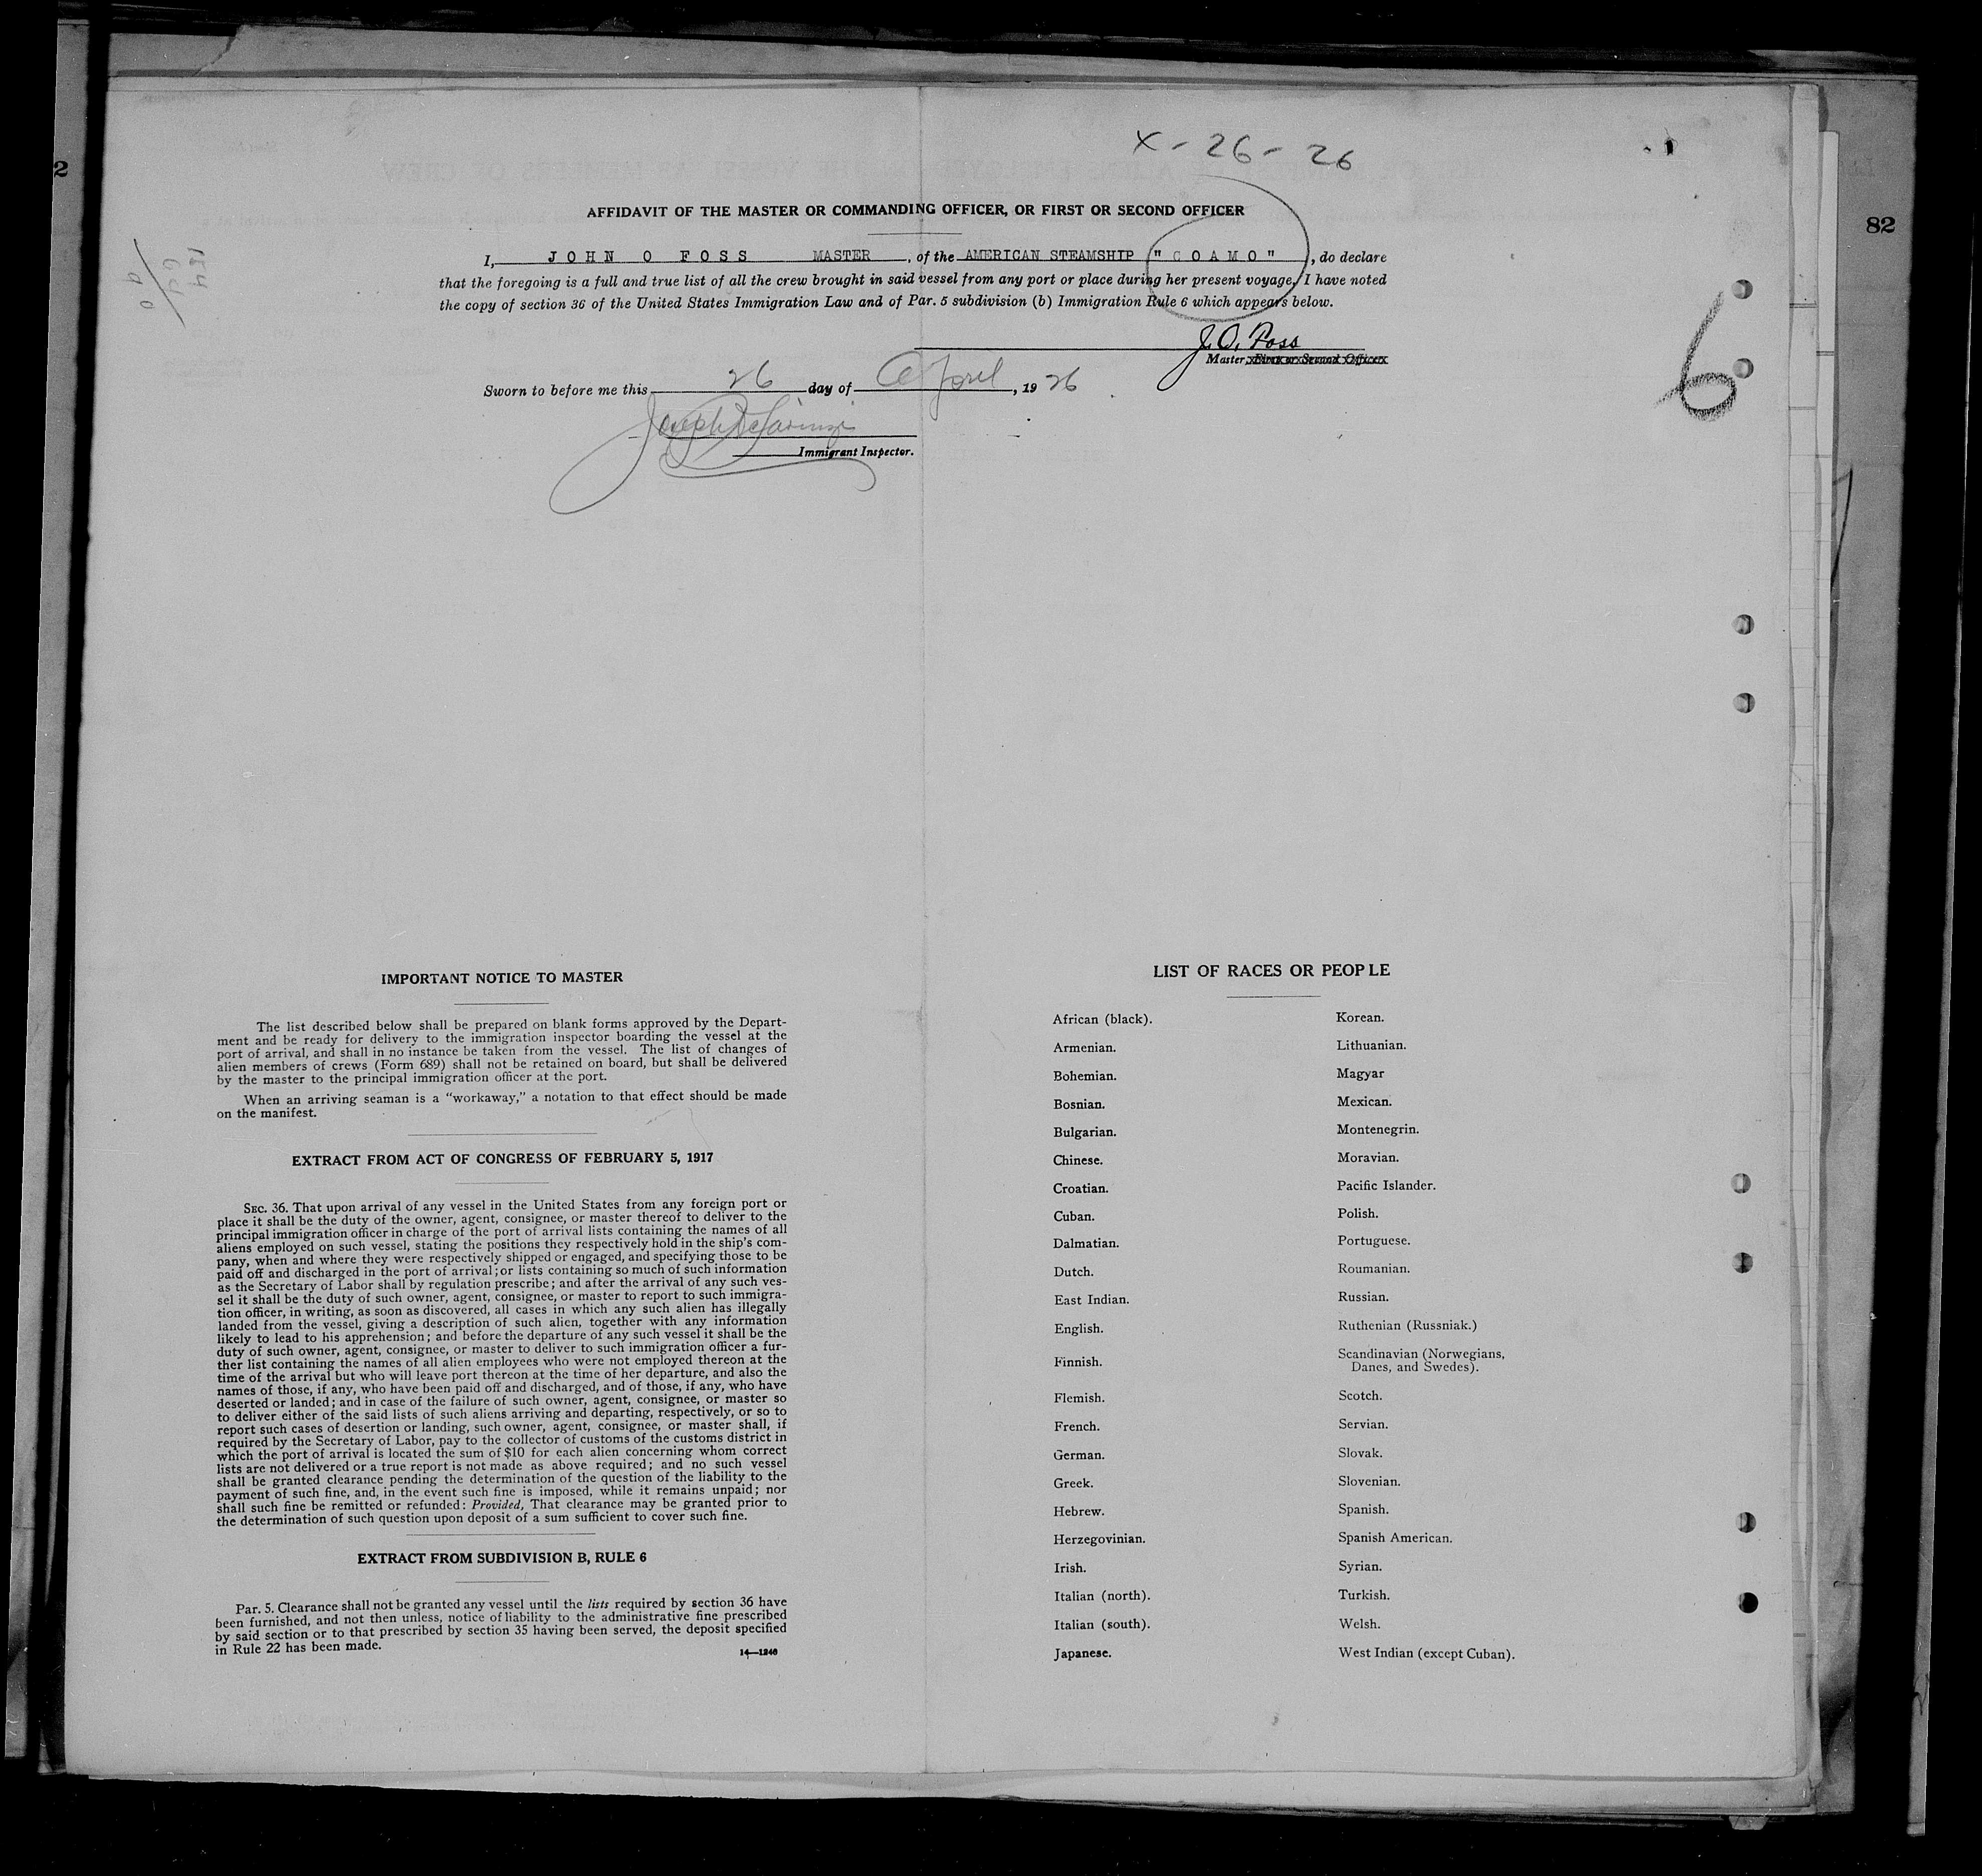 2
82
X - 26 - 26
AFFIDAVIT OF THE MASTER OR COMMANDING OFFICER, OR FIRST OR SECOND OFFICER
I, JOHN O FOSS MASTER, of the AMERICAN STEAMSHIP "COAMO", do declare
that the foregoing is a full and true list of all the crew brought in said vessel from any port or place during her present voyage, I have noted
the copy of section 36 of the United States Immigration Law and of Par. 5 subdivision (b) Immigration Rule 6 which appears below.
J.O. Foss
Master, First or Second Officer
6
Sworn to before me this 26 day of April, 1926
Immigrant Inspector.
IMPORTANT NOTICE TO MASTER
The list described below shall be prepared on blank forms approved by the Depart-
ment and be ready for delivery to the immigration inspector boarding the vessel at the
port of arrival, and shall in no instance be taken from the vessel. The list of changes of
alien members of crews (Form 689) shall not be retained on board, but shall be delivered
by the master to the principal immigration officer at the port.
When an arriving seaman is a "workaway," a notation to that effect should be made
on the manifest.
EXTRACT FROM ACT OF CONGRESS OF FEBRUARY 5, 1917
SEC. 36. That upon arrival of any vessel in the United States from any foreign port or
place it shall be the duty of the owner, agent, consignee, or master thereof to deliver to the
principal immigration officer in charge of the port of arrival lists containing the names of all
aliens employed on such vessel, stating the positions they respectively hold in the ship's com-
pany, when and where they were respectively shipped or engaged, and specifying those to be
paid off and discharged in the port of arrival; or lists containing so much of such information
as the Secretary of Labor shall by regulation prescribe; and after the arrival of any such ves-
sel it shall be the duty of such owner, agent, consignee, or master to report to such immigra-
tion officer, in writing, as soon as discovered, all cases in which any such alien has illegally
landed from the vessel, giving a description of such alien, together with any information
likely to lead to his apprehension; and before the departure of any such vessel it shall be the
duty of such owner, agent, consignee, or master to deliver to such immigration officer a fur-
ther list containing the names of all alien employees who were not employed thereon at the
time of the arrival but who will leave port thereon at the time of her departure, and also the
names of those, if any, who have been paid off and discharged, and of those, if any, who have
deserted or landed; and in case of the failure of such owner, agent, consignee, or master so
to deliver either of the said lists of such aliens arriving and departing, respectively, or so to
report such cases of desertion or landing, such owner, agent, consignee, or master shall, if
required by the Secretary of Labor, pay to the collector of customs of the customs district in
which the port of arrival is located the sum of $10 for each alien concerning whom correct
lists are not delivered or a true report is not made as above required; and no such vessel
shall be granted clearance pending the determination of the question of the liability to the
payment of such fine, and, in the event such fine is imposed, while it remains unpaid; nor
shall such fine be remitted or refunded: Provided, That clearance may be granted prior to
the determination of such question upon deposit of a sum sufficient to cover such fine.
EXTRACT FROM SUBDIVISION B, RULE 6
Par. 5. Clearance shall not be granted any vessel until the lists required by section 36 have
been furnished, and not then unless, notice of liability to the administrative fine prescribed
by said section or to that prescribed by section 35 having been served, the deposit specified
in Rule 22 has been made.
14—1246
LIST OF RACES OR PEOPLE
African (black).
Armenian.
Bohemian.
Bosnian.
Bulgarian.
Chinese.
Croatian.
Cuban.
Dalmatian.
Dutch.
East Indian.
English.
Finnish.
Flemish.
French.
German.
Greek.
Hebrew.
Herzegovinian.
Irish.
Italian (north).
Italian (south).
Japanese.
Korean.
Lithuanian.
Magyar
Mexican.
Montenegrin.
Moravian.
Pacific Islander.
Polish.
Portuguese.
Roumanian.
Russian.
Ruthenian (Russniak.)
Scandinavian (Norwegians,
Danes, and Swedes).
Scotch.
Servian.
Slovak.
Slovenian.
Spanish.
Spanish American.
Syrian.
Turkish.
Welsh.
West Indian (except Cuban).